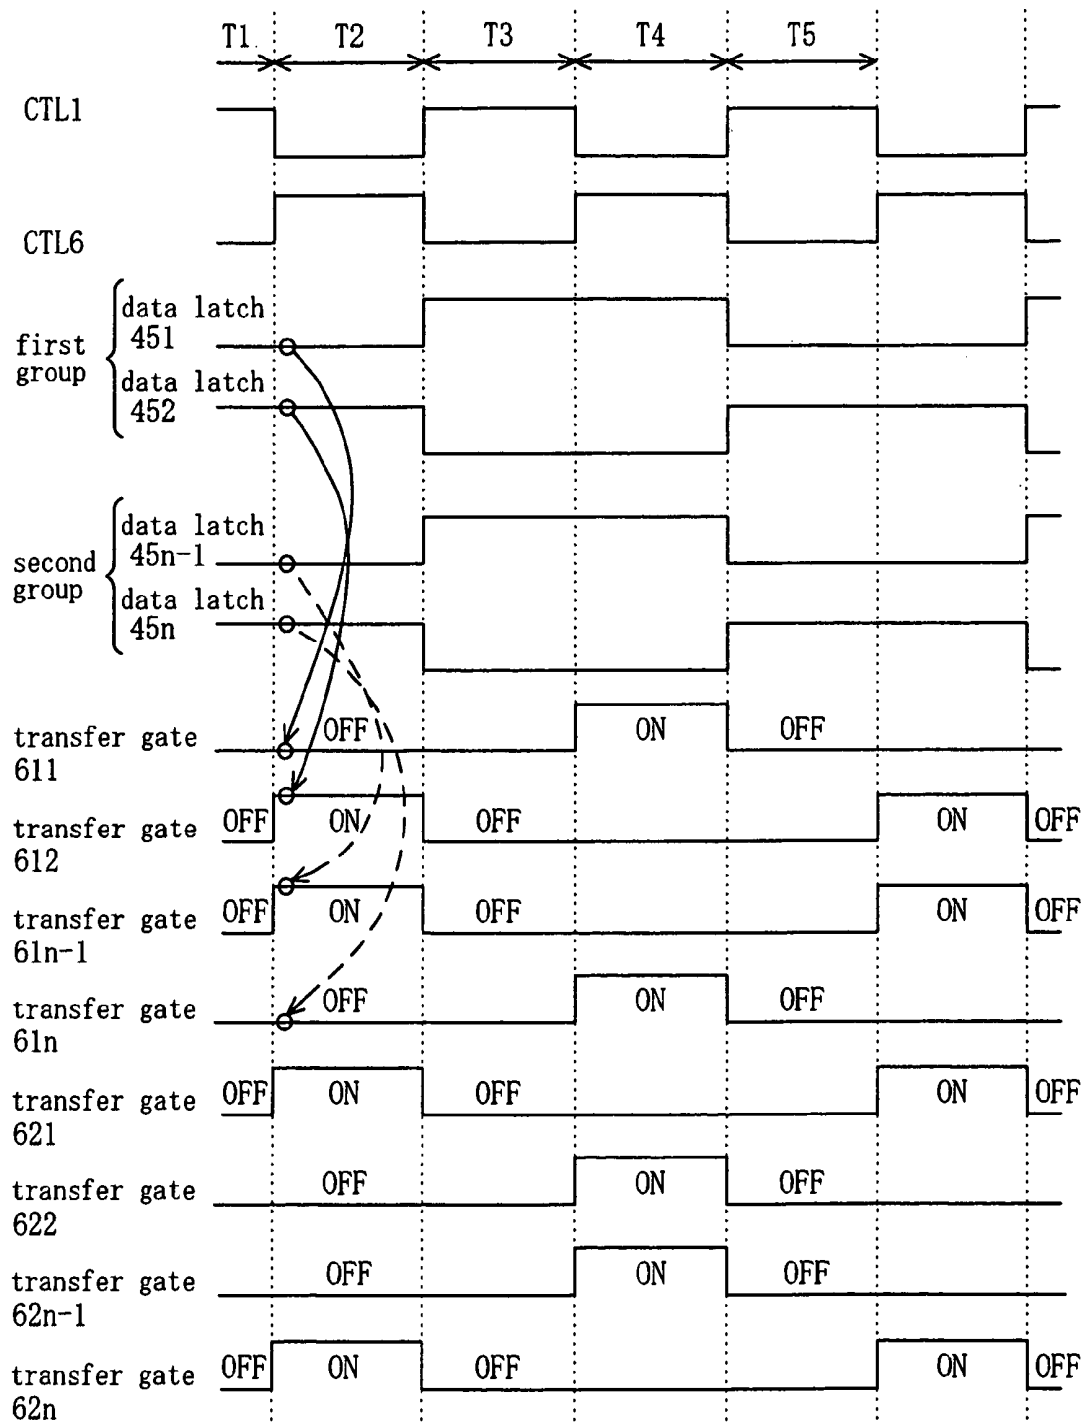 T1 T2 T3 T4 T5
CTL1
CTL6
first
group
data latch
451
data latch
452
second
group
data latch
45n-1
data latch
45n
transfer gate
611
OFF ON OFF
transfer gate
612
OFF ON OFF ON OFF
transfer gate
61n-1
OFF ON OFF ON OFF
transfer gate
61n
OFF ON OFF
transfer gate
621
OFF ON OFF ON OFF
transfer gate
622
OFF ON OFF
transfer gate
62n-1
OFF ON OFF
transfer gate
62n
OFF ON OFF ON OFF